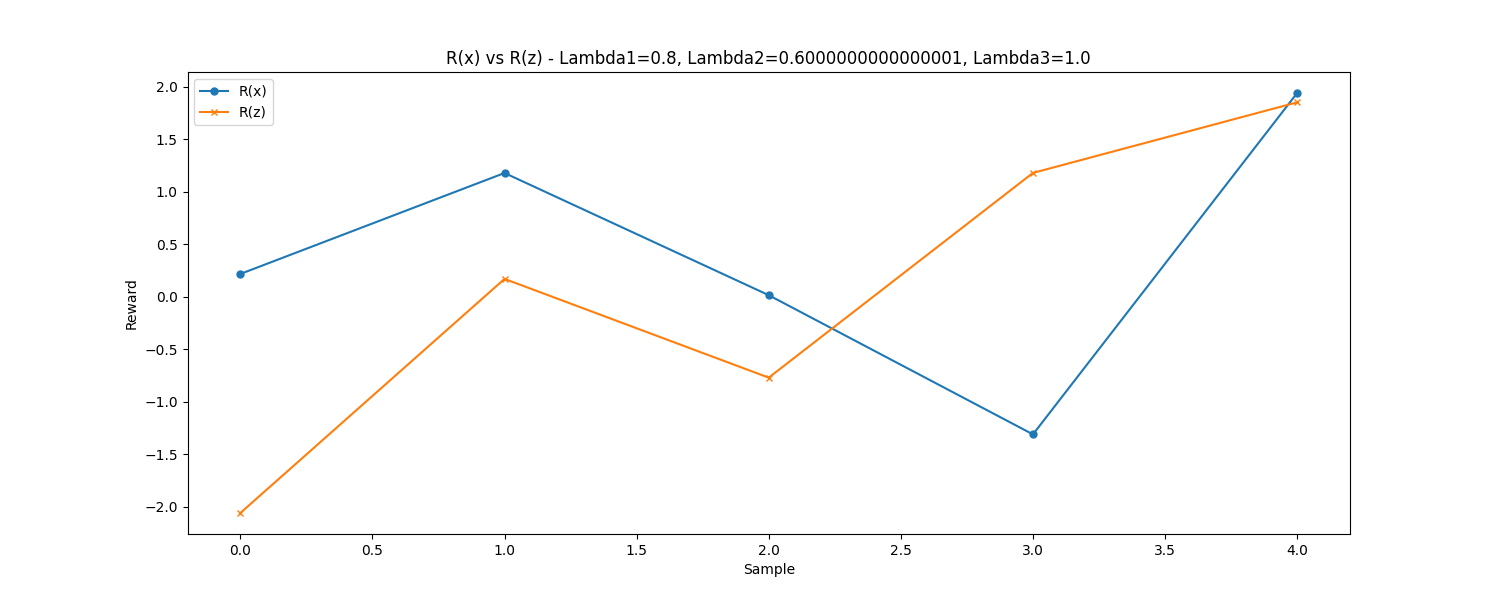 R(x) vs R(z) - Lambda1=0.8, Lambda2=0.6000000000000001, Lambda3=1.0
R(x)
R(z)
2.0
1.5
1.0
0.5
0.0
−0.5
−1.0
−1.5
−2.0
Reward
0.0 0.5 1.0 1.5 2.0 2.5 3.0 3.5 4.0
Sample